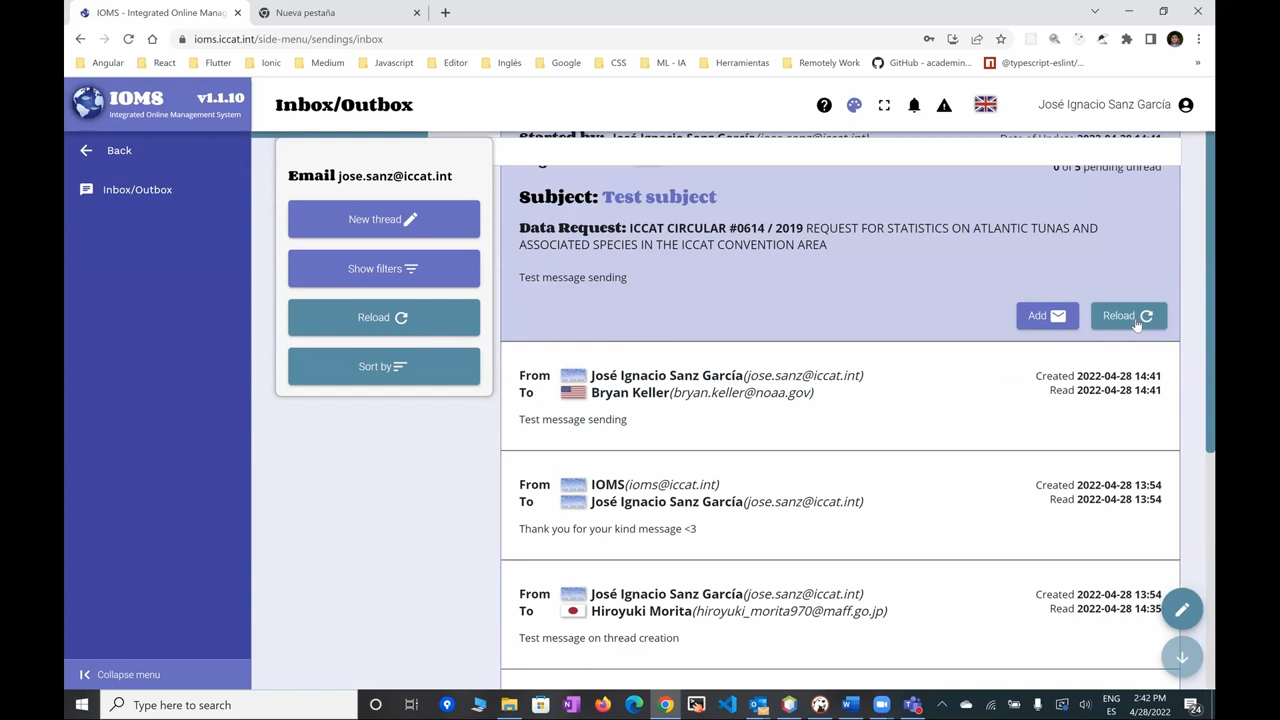 IOMS - Integrated Online Manag
Nueva pestaña
ioms.iccat.int/side-menu/sendings/inbox
Angular
React
Flutter
Ionic
Medium
Javascript
Editor
Inglés
Google
CSS
ML - IA
Herramientas
Remotely Work
GitHub - academin...
@typescript-eslint/...
»
IOMS v1.1.10
Integrated Online Management System
Inbox/Outbox
José Ignacio Sanz García
Back
Inbox/Outbox
Collapse menu
Email jose.sanz@iccat.int
New thread
Show filters
Reload
Sort by
0 of 5 pending unread
Subject: Test subject
Data Request: ICCAT CIRCULAR #0614 / 2019 REQUEST FOR STATISTICS ON ATLANTIC TUNAS AND
ASSOCIATED SPECIES IN THE ICCAT CONVENTION AREA
Test message sending
Add
Reload
From José Ignacio Sanz García(jose.sanz@iccat.int) Created 2022-04-28 14:41
To Bryan Keller(bryan.keller@noaa.gov) Read 2022-04-28 14:41
Test message sending
From IOMS(ioms@iccat.int) Created 2022-04-28 13:54
To José Ignacio Sanz García(jose.sanz@iccat.int) Read 2022-04-28 13:54
Thank you for your kind message <3
From José Ignacio Sanz García(jose.sanz@iccat.int) Created 2022-04-28 13:54
To Hiroyuki Morita(hiroyuki_morita970@maff.go.jp) Read 2022-04-28 14:35
Test message on thread creation
Type here to search
ENG
ES
2:42 PM
4/28/2022
24